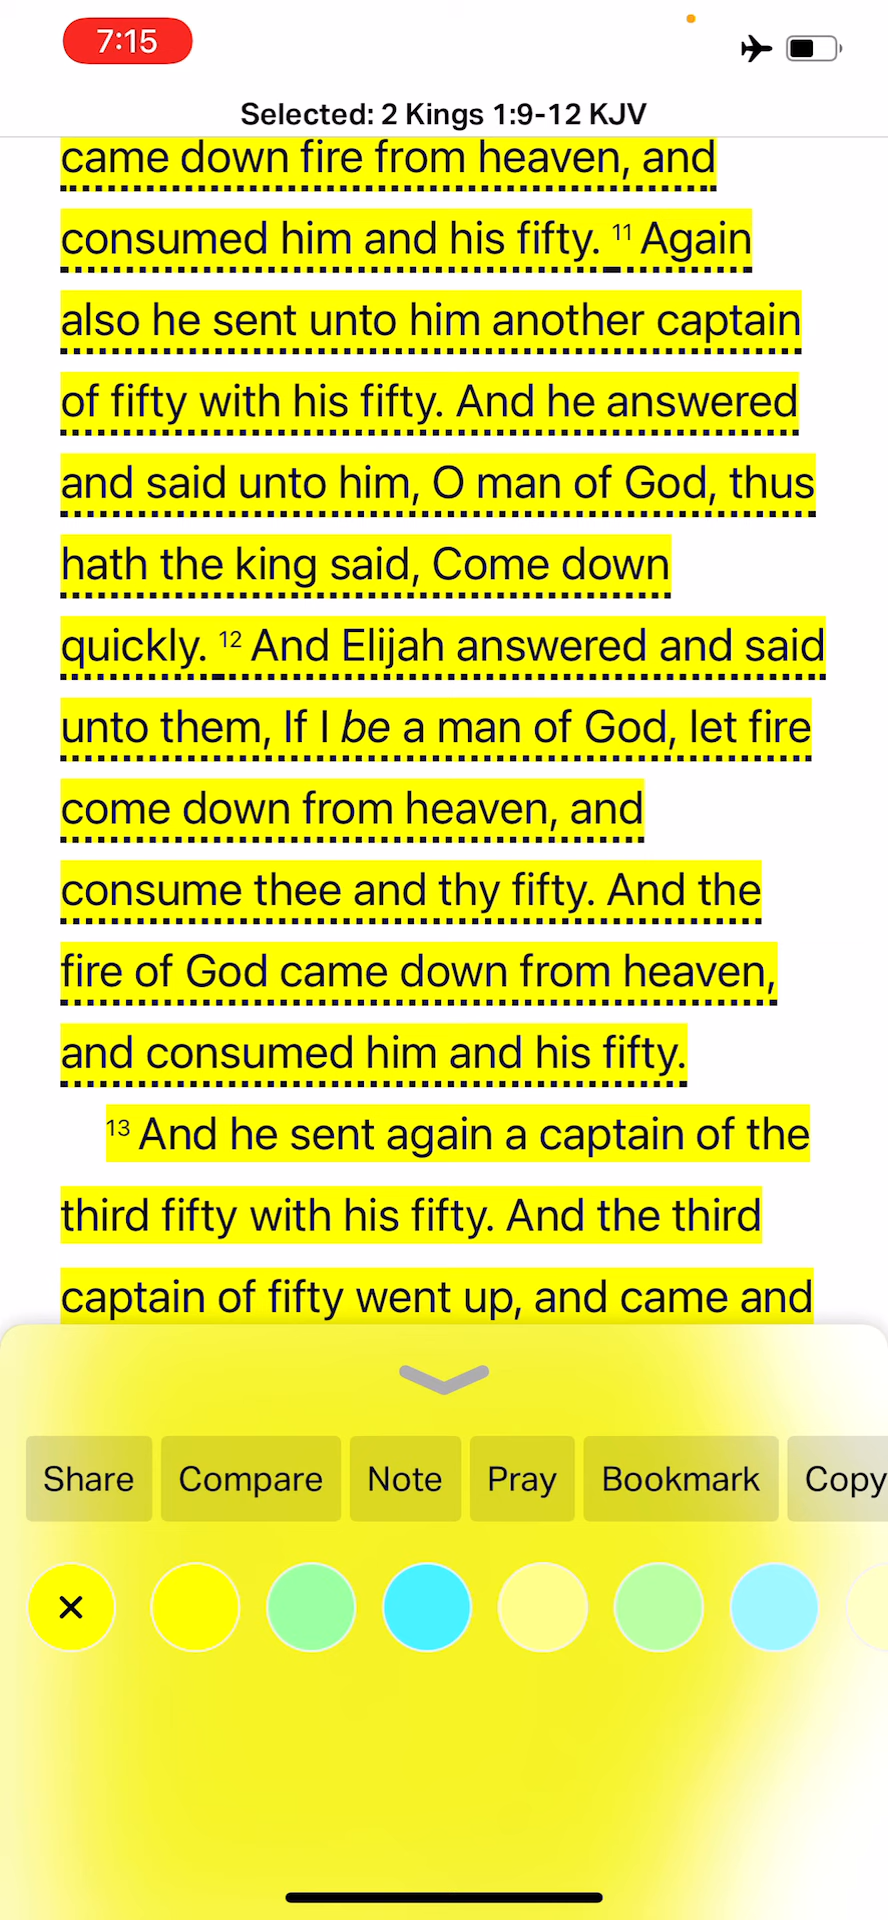 7:15
Selected: 2 Kings 1:9-12 KJV
came down fire from heaven, and
consumed him and his fifty. 11 Again
also he sent unto him another captain
of fifty with his fifty. And he answered
and said unto him, O man of God, thus
hath the king said, Come down
quickly. 12 And Elijah answered and said
unto them, If I be a man of God, let fire
come down from heaven, and
consume thee and thy fifty. And the
fire of God came down from heaven,
and consumed him and his fifty.
13 And he sent again a captain of the
third fifty with his fifty. And the third
captain of fifty went up, and came and
Share Compare Note Pray Bookmark Copy